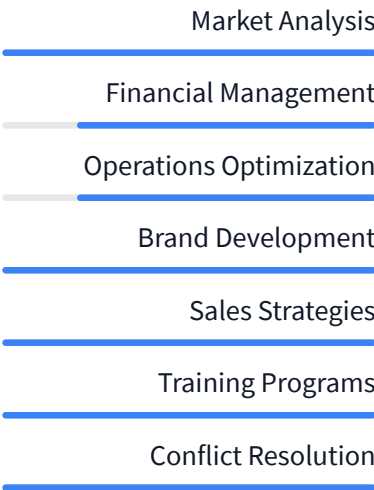 Market Analysis
Financial Management
Operations Optimization
Brand Development
Sales Strategies
Training Programs
Conflict Resolution